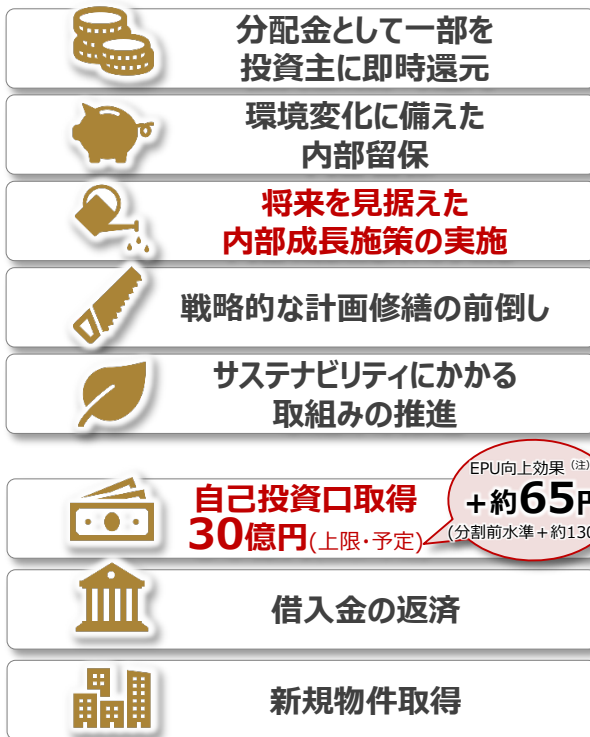 分配金として一部を
投資主に即時還元
環境変化に備えた
内部留保
将来を見据えた
内部成長施策の実施
戦略的な計画修繕の前倒し
サステナビリティにかかる
取組みの推進
EPU向上効果(注)
+約65円
(分割前水準+約130
自己投資口取得
30億円(上限・予定)
借入金の返済
新規物件取得